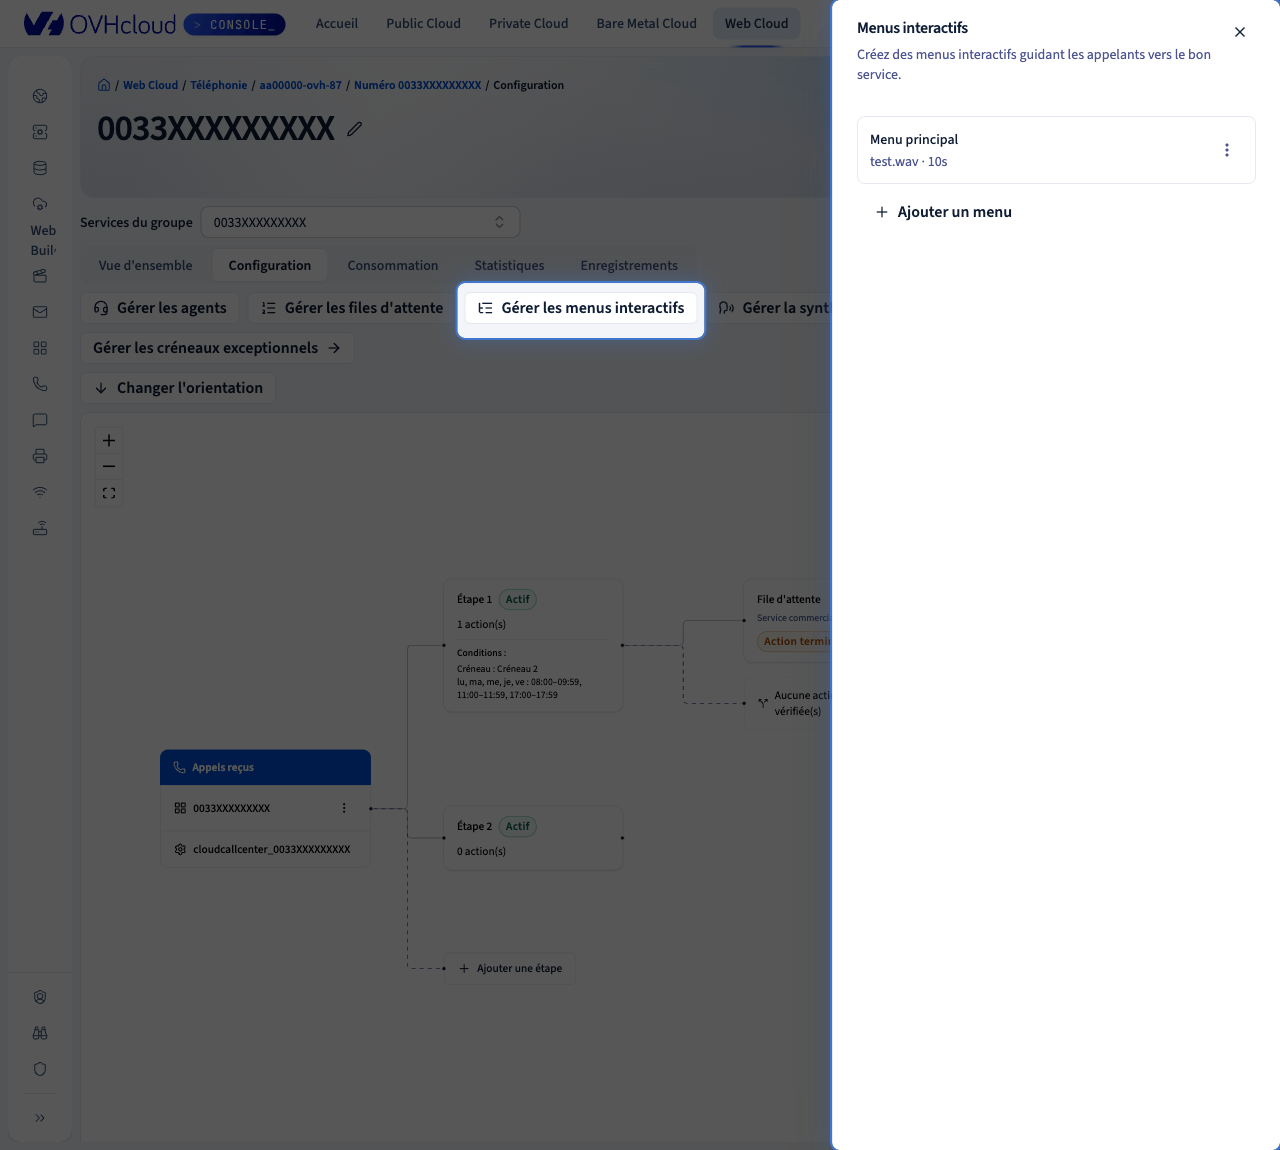 OVHcloud > CONSOLE_
Accueil Public Cloud Private Cloud Bare Metal Cloud Web Cloud
/ Web Cloud / Téléphonie / aa00000-ovh-87 / Numéro 0033XXXXXXXXX / Configuration
0033XXXXXXXXX
Services du groupe 0033XXXXXXXXX
Web
Buil
Vue d'ensemble Configuration Consommation Statistiques Enregistrements
Gérer les agents Gérer les files d'attente Gérer les menus interactifs Gérer la synt
Gérer les créneaux exceptionnels
Changer l'orientation
Étape 1 Actif
1 action(s)
Conditions :
Créneau : Créneau 2
lu, ma, me, je, ve : 08:00–09:59,
11:00–11:59, 17:00–17:59
File d'attente
Service commerci
Action termi
Aucune acti
vérifiée(s)
Appels reçus
0033XXXXXXXXX
cloudcallcenter_0033XXXXXXXXX
Étape 2 Actif
0 action(s)
Ajouter une étape
Menus interactifs
Créez des menus interactifs guidant les appelants vers le bon
service.
Menu principal
test.wav · 10s
Ajouter un menu